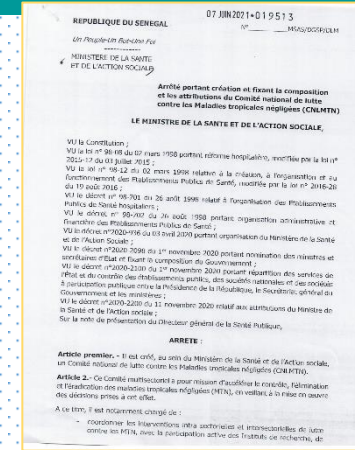 07 JUIN 2021*019513
REPUBLIQUE DU SENEGAL
N° MSAS/DGSP/DLM
Un Peuple-Un But-Une Foi
MINISTERE DE LA SANTE
ET DE L'ACTION SOCIALE
Arrêté portant création et fixant la composition
et les attributions du Comité national de lutte
contre les Maladies tropicales négligées (CNLMTN)
LE MINISTRE DE LA SANTE ET DE L'ACTION SOCIALE,
VU la Constitution ;
VU la loi n° 98-08 du 02 mars 1998 portant réforme hospitalière, modifiée par la loi n°
2015-12 du 03 juillet 2015 ;
VU la loi n° 98-12 du 02 mars 1998 relative à la création, à l'organisation et au
fonctionnement des Etablissements Publics de Santé, modifiée par la loi n° 2016-26
du 19 août 2016 ;
VU le décret n° 98-701 du 26 août 1998 relatif à l'organisation des Etablissements
Publics de Santé hospitaliers ;
VU le décret n° 98-702 du 26 août 1998 portant organisation administrative et
financière des Etablissements Publics de Santé ;
VU le décret n°2020-936 du 03 avril 2020 portant organisation du Ministère de la Santé
et de l'Action Sociale ;
VU le décret n°2020-2098 du 1er novembre 2020 portant nomination des ministres et
secrétaires d'Etat et fixant la composition du Gouvernement ;
VU le décret n°2020-2100 du 1er novembre 2020 portant répartition des services de
l'Etat et du contrôle des établissements publics, des sociétés nationales et des sociétés
à participation publique entre la Présidence de la République, le Secrétariat général du
Gouvernement et les ministères ;
VU le décret n°2020-2200 du 11 novembre 2020 relatif aux attributions du Ministre de
la Santé et de l'Action sociale ;
Sur la note de présentation du Directeur général de la Santé Publique,
ARRETE :
Article premier. - Il est créé, au sein du Ministère de la Santé et de l'Action sociale,
un Comité national de lutte contre les Maladies tropicales négligées (CNLMTN).
Article 2.- Ce Comité multisectoriel a pour mission d'accélérer le contrôle, l'élimination
et l'éradication des maladies tropicales négligées (MTN), en veillant à la mise en œuvre
des décisions prises à cet effet.
A ce titre, il est notamment chargé de :
- coordonner les interventions intra sectorielles et intersectorielles de lutte
contre les MTN, avec la participation active des Instituts de recherche, de